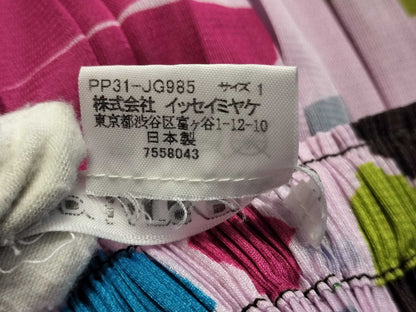 PP31-JG985 サイズ 1
株式会社 イッセイミヤケ
東京都渋谷区富ヶ谷1-12-10
日本製
7558043